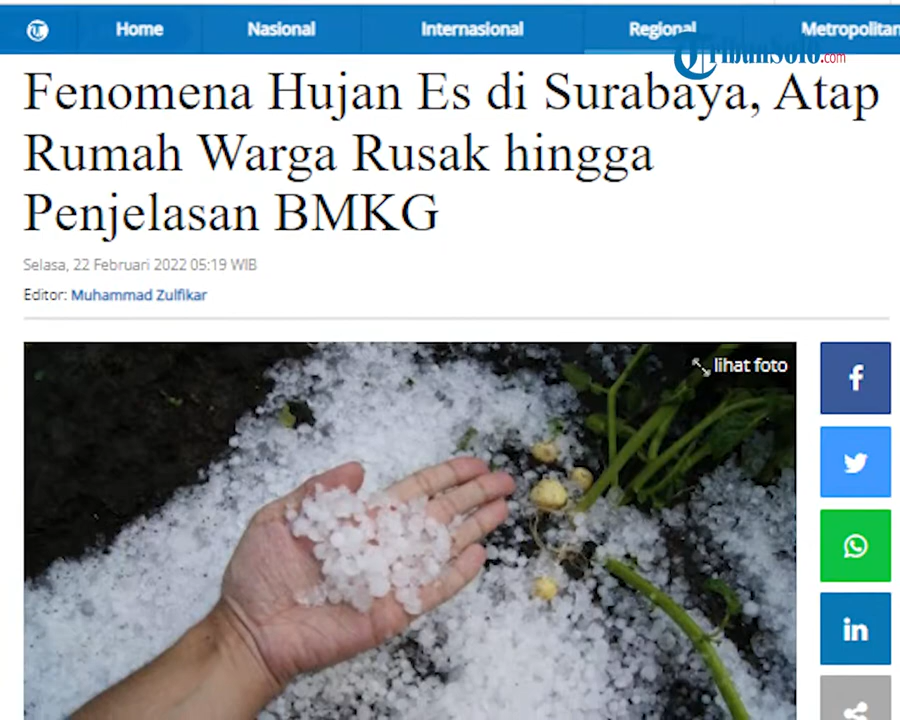 Home Nasional Internasional Regional Metropolitan
TribunSolo.com
Fenomena Hujan Es di Surabaya, Atap
Rumah Warga Rusak hingga
Penjelasan BMKG
Selasa, 22 Februari 2022 05:19 WIB
Editor: Muhammad Zulfikar
lihat foto